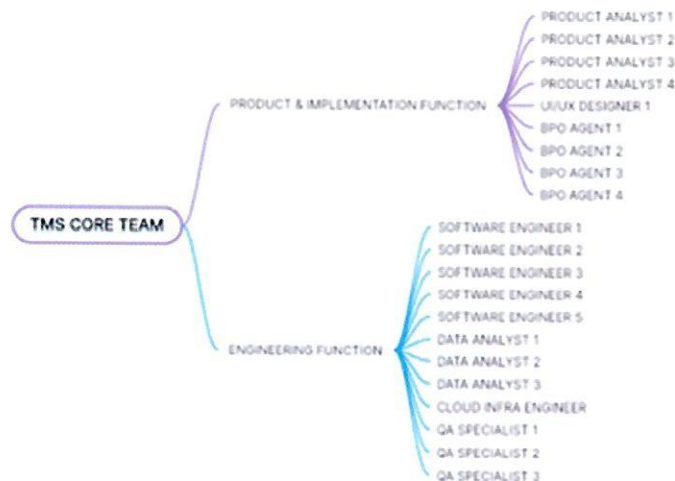 TMS CORE TEAM
PRODUCT & IMPLEMENTATION FUNCTION
PRODUCT ANALYST 1
PRODUCT ANALYST 2
PRODUCT ANALYST 3
PRODUCT ANALYST 4
UI/UX DESIGNER 1
BPO AGENT 1
BPO AGENT 2
BPO AGENT 3
BPO AGENT 4
ENGINEERING FUNCTION
SOFTWARE ENGINEER 1
SOFTWARE ENGINEER 2
SOFTWARE ENGINEER 3
SOFTWARE ENGINEER 4
SOFTWARE ENGINEER 5
DATA ANALYST 1
DATA ANALYST 2
DATA ANALYST 3
CLOUD INFRA ENGINEER
QA SPECIALIST 1
QA SPECIALIST 2
QA SPECIALIST 3